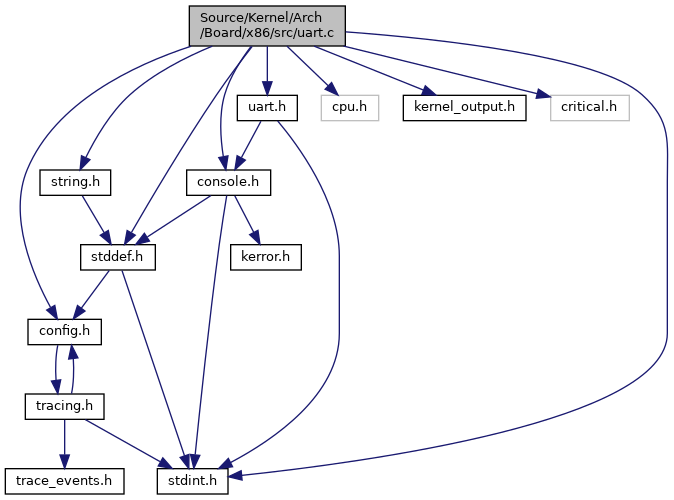 Source/Kernel/Arch
/Board/x86/src/uart.c
uart.h
cpu.h
kernel_output.h
critical.h
string.h
console.h
stddef.h
kerror.h
config.h
tracing.h
trace_events.h
stdint.h